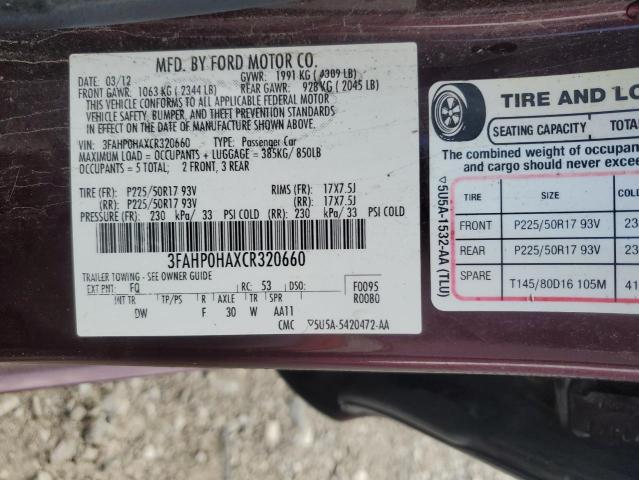 MFD. BY FORD MOTOR CO.
DATE: 03/12 GVWR: 1991 KG ( 4309 LB)
FRONT GAWR: 1063 KG ( 2344 LB) REAR GAWR: 928 KG ( 2045 LB)
THIS VEHICLE CONFORMS TO ALL APPLICABLE FEDERAL MOTOR
VEHICLE SAFETY, BUMPER, AND THEFT PREVENTION STANDARDS
IN EFFECT ON THE DATE OF MANUFACTURE SHOWN ABOVE.
VIN: 3FAHP0HAXCR320660 TYPE: Passenger Car
MAXIMUM LOAD = OCCUPANTS + LUGGAGE = 385KG/ 850LB
OCCUPANTS = 5 TOTAL; 2 FRONT, 3 REAR
TIRE (FR): P225/50R17 93V RIMS (FR): 17X7.5J
(RR): P225/50R17 93V (RR): 17X7.5J
PRESSURE (FR): 230 kPa/ 33 PSI COLD (RR): 230 kPa/ 33 PSI COLD
3FAHP0HAXCR320660
TRAILER TOWING - SEE OWNER GUIDE
EXT PNT: FQ RC: 53 DSO: F0095
R0080
INT TR TP/PS R AXLE TR SPR
DW F 30 W AA11
CMC ▽5U5A-5420472-AA
TIRE AND LO
SEATING CAPACITY TOTA
The combined weight of occupan
and cargo should never excee
▽5U5A-1532-AA (TLU)
TIRE SIZE
FRONT P225/50R17 93V 23
REAR P225/50R17 93V 23
SPARE T145/80D16 105M 41